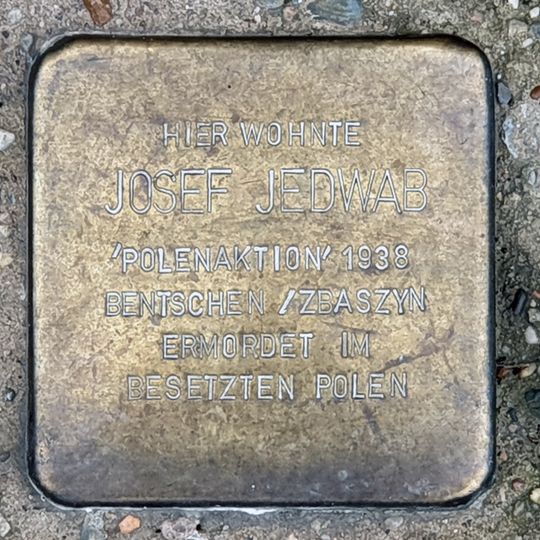 HIER WOHNTE
JOSEF JEDWAB
'POLENAKTION' 1938
BENTSCHEN / ZBASZYN
ERMORDET IM
BESETZTEN POLEN